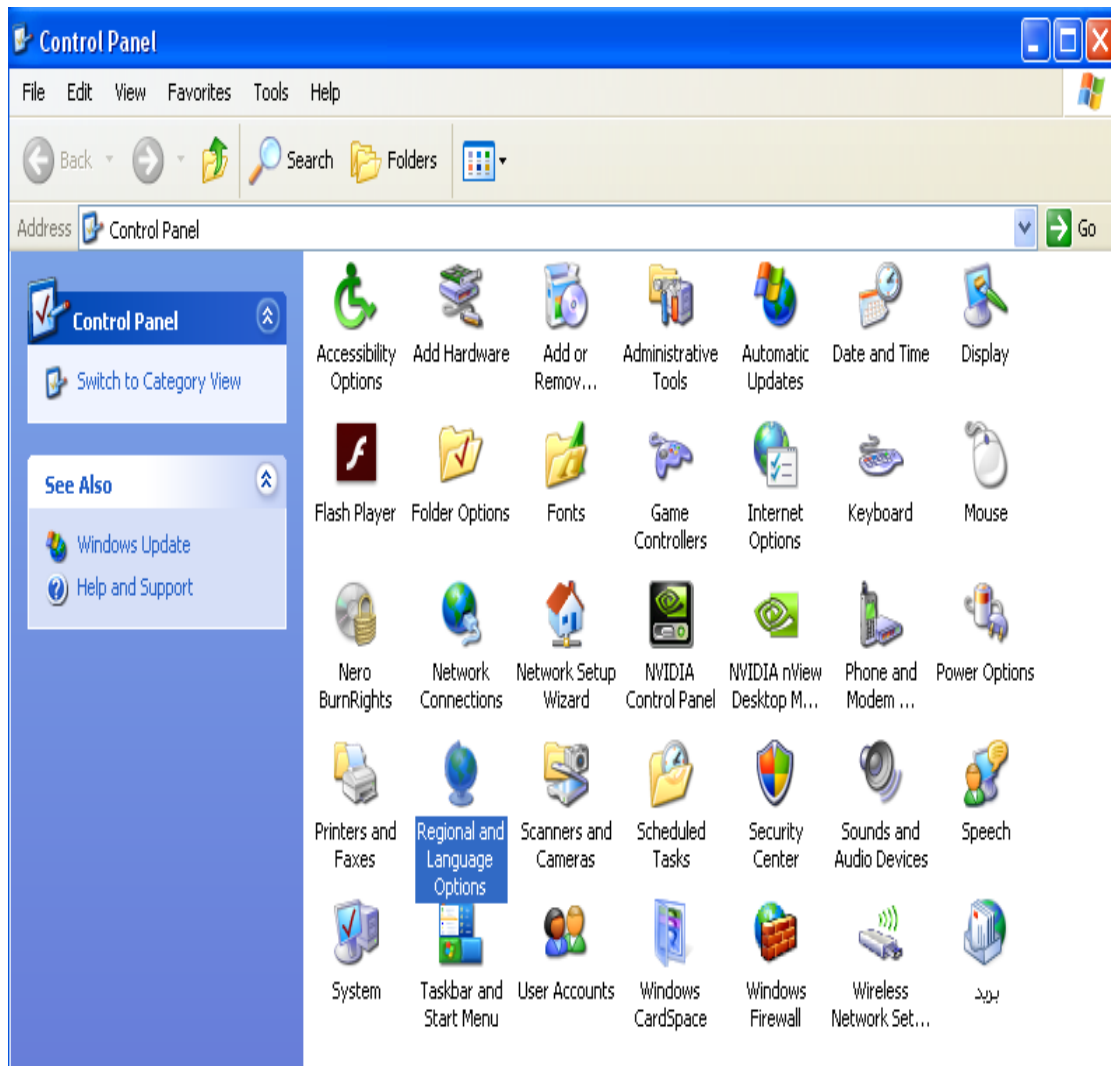 Control Panel
File Edit View Favorites Tools Help
Back Search Folders
Address Control Panel Go
Control Panel
Switch to Category View
See Also
Windows Update
Help and Support
Accessibility Options
Add Hardware
Add or Remov...
Administrative Tools
Automatic Updates
Date and Time
Display
Flash Player
Folder Options
Fonts
Game Controllers
Internet Options
Keyboard
Mouse
Nero BurnRights
Network Connections
Network Setup Wizard
NVIDIA Control Panel
NVIDIA nView Desktop M...
Phone and Modem ...
Power Options
Printers and Faxes
Regional and Language Options
Scanners and Cameras
Scheduled Tasks
Security Center
Sounds and Audio Devices
Speech
System
Taskbar and Start Menu
User Accounts
Windows CardSpace
Windows Firewall
Wireless Network Set...
بريد